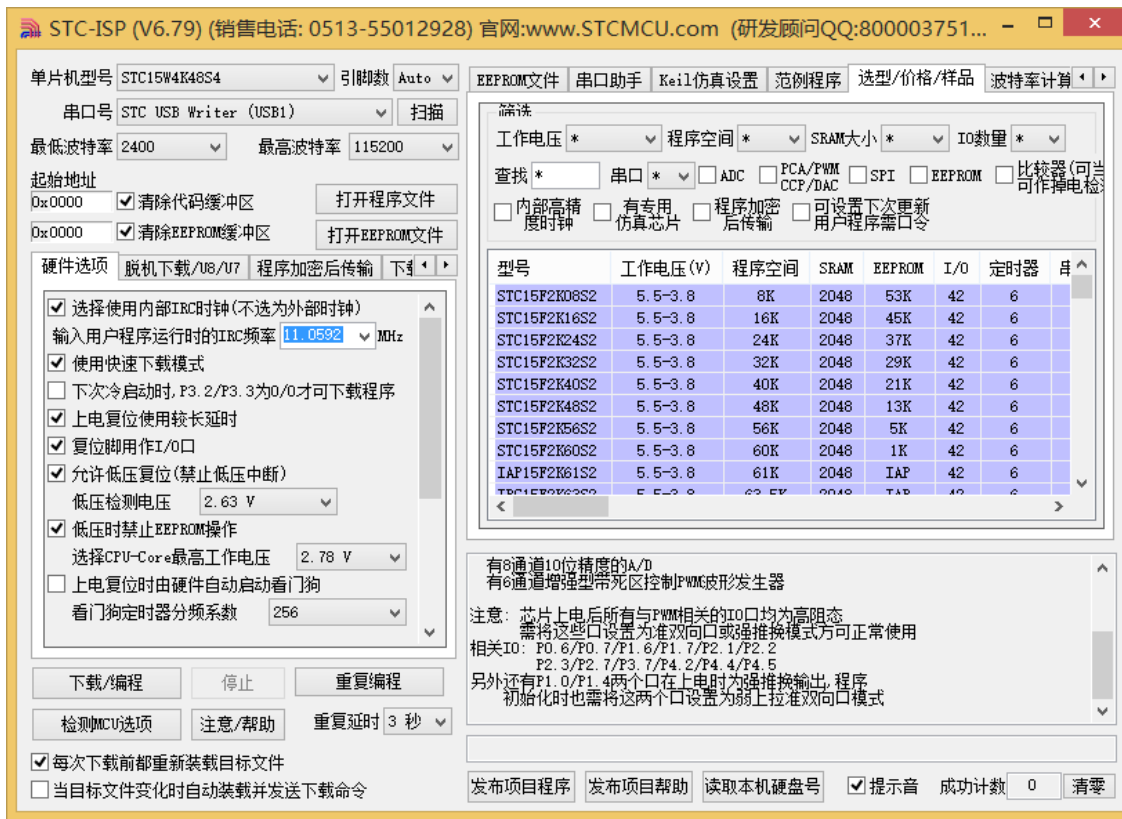 STC-ISP (V6.79) (销售电话: 0513-55012928) 官网:www.STCMCU.com (研发顾问QQ:800003751...
单片机型号 STC15W4K48S4 引脚数 Auto
串口号 STC USB Writer (USB1) 扫描
最低波特率 2400 最高波特率 115200
起始地址
0x0000 清除代码缓冲区 打开程序文件
0x0000 清除EEPROM缓冲区 打开EEPROM文件
硬件选项 脱机下载/U8/U7 程序加密后传输
选择使用内部IRC时钟(不选为外部时钟)
输入用户程序运行时的IRC频率 11.0592 MHz
使用快速下载模式
下次冷启动时,P3.2/P3.3为0/0才可下载程序
上电复位使用较长延时
复位脚用作I/O口
允许低压复位(禁止低压中断)
低压检测电压 2.63 V
低压时禁止EEPROM操作
选择CPU-Core最高工作电压 2.78 V
上电复位时由硬件自动启动看门狗
看门狗定时器分频系数 256
下载/编程 停止 重复编程
检测MCU选项 注意/帮助 重复延时 3 秒
每次下载前都重新装载目标文件
当目标文件变化时自动装载并发送下载命令
EEPROM文件 串口助手 Keil仿真设置 范例程序 选型/价格/样品 波特率计算
筛选
工作电压 * 程序空间 * SRAM大小 * IO数量 *
查找 * 串口 * ADC PCA/PWM CCP/DAC SPI EEPROM 比较器(可当 可作掉电检
内部高精度时钟 有专用仿真芯片 程序加密后传输 可设置下次更新用户程序需口令
型号 工作电压(V) 程序空间 SRAM EEPROM I/O 定时器
STC15F2K08S2 5.5-3.8 8K 2048 53K 42 6
STC15F2K16S2 5.5-3.8 16K 2048 45K 42 6
STC15F2K24S2 5.5-3.8 24K 2048 37K 42 6
STC15F2K32S2 5.5-3.8 32K 2048 29K 42 6
STC15F2K40S2 5.5-3.8 40K 2048 21K 42 6
STC15F2K48S2 5.5-3.8 48K 2048 13K 42 6
STC15F2K56S2 5.5-3.8 56K 2048 5K 42 6
STC15F2K60S2 5.5-3.8 60K 2048 1K 42 6
IAP15F2K61S2 5.5-3.8 61K 2048 IAP 42 6
有8通道10位精度的A/D
有6通道增强型带死区控制PWM波形发生器
注意: 芯片上电后所有与PWM相关的IO口均为高阻态
需将这些口设置为准双向口或强推挽模式方可正常使用
相关IO: P0.6/P0.7/P1.6/P1.7/P2.1/P2.2
P2.3/P2.7/P3.7/P4.2/P4.4/P4.5
另外还有P1.0/P1.4两个口在上电时为强推挽输出,程序
初始化时也需将这两个口设置为弱上拉准双向口模式
发布项目程序 发布项目帮助 读取本机硬盘号 提示音 成功计数 0 清零